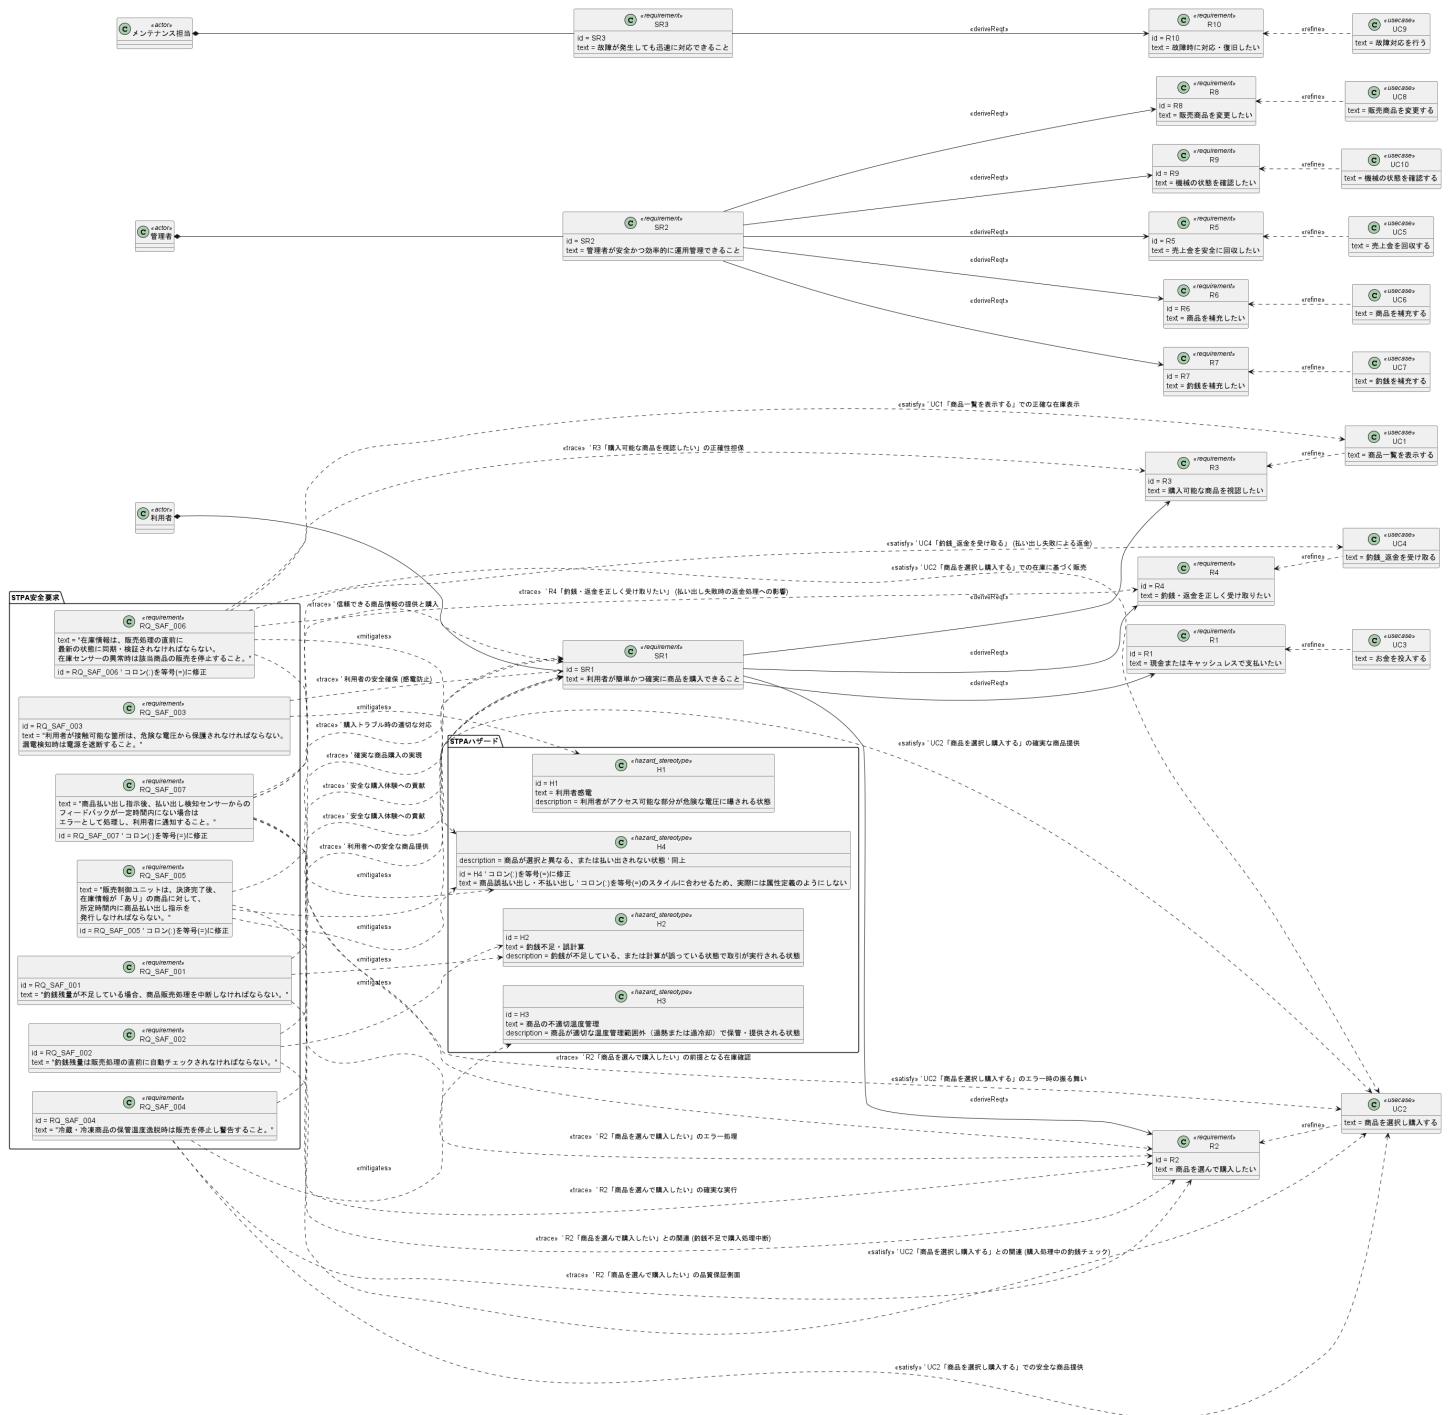 «actor»
メンテナンス担当
«requirement»
SR3
id = SR3
text = 故障が発生しても迅速に対応できること
«deriveReqt»
«requirement»
R10
id = R10
text = 故障時に対応・復旧したい
«refine»
«usecase»
UC9
text = 故障対応を行う
«requirement»
R8
id = R8
text = 販売商品を変更したい
«deriveReqt»
«refine»
«usecase»
UC8
text = 販売商品を変更する
«requirement»
R9
id = R9
text = 機械の状態を確認したい
«deriveReqt»
«refine»
«usecase»
UC10
text = 機械の状態を確認する
«actor»
管理者
«requirement»
SR2
id = SR2
text = 管理者が安全かつ効率的に運用管理できること
«deriveReqt»
«requirement»
R5
id = R5
text = 売上金を安全に回収したい
«refine»
«usecase»
UC5
text = 売上金を回収する
«deriveReqt»
«requirement»
R6
id = R6
text = 商品を補充したい
«refine»
«usecase»
UC6
text = 商品を補充する
«deriveReqt»
«requirement»
R7
id = R7
text = 釣銭を補充したい
«refine»
«usecase»
UC7
text = 釣銭を補充する
«satisfy» ' UC1「商品一覧を表示する」での正確な在庫表示
«usecase»
UC1
text = 商品一覧を表示する
«trace» ' R3「購入可能な商品を視認したい」の正確性担保
«requirement»
R3
id = R3
text = 購入可能な商品を視認したい
«refine»
«actor»
利用者
«satisfy» ' UC4「釣銭_返金を受け取る」 (払い出し失敗による返金)
«usecase»
UC4
text = 釣銭_返金を受け取る
«satisfy» ' UC2「商品を選択し購入する」での在庫に基づく販売
«requirement»
R4
id = R4
text = 釣銭・返金を正しく受け取りたい
«refine»
«trace» ' R4「釣銭・返金を正しく受け取りたい」 (払い出し失敗時の返金処理への影響)
«deriveReqt»
STPA安全要求
«trace» ' 信頼できる商品情報の提供と購入
«requirement»
RQ_SAF_006
text = "在庫情報は、販売処理の直前に
最新の状態に同期・検証されなければならない。
在庫センサーの異常時は該当商品の販売を停止すること。"
id = RQ_SAF_006 ' コロン(:)を等号(=)に修正
«mitigates»
«requirement»
SR1
id = SR1
text = 利用者が簡単かつ確実に商品を購入できること
«deriveReqt»
«deriveReqt»
«requirement»
R1
id = R1
text = 現金またはキャッシュレスで支払いたい
«refine»
«usecase»
UC3
text = お金を投入する
«trace» ' 利用者の安全確保 (感電防止)
«requirement»
RQ_SAF_003
id = RQ_SAF_003
text = "利用者が接触可能な箇所は、危険な電圧から保護されなければならない。
漏電検知時は電源を遮断すること。"
«mitigates»
«trace» ' 購入トラブル時の適切な対応
«satisfy» ' UC2「商品を選択し購入する」の確実な商品提供
«trace» ' 確実な商品購入の実現
STPAハザード
«hazard_stereotype»
H1
id = H1
text = 利用者感電
description = 利用者がアクセス可能な部分が危険な電圧に曝される状態
«requirement»
RQ_SAF_007
text = "商品払い出し指示後、払い出し検知センサーからの
フィードバックが一定時間内にない場合は
エラーとして処理し、利用者に通知すること。"
id = RQ_SAF_007 ' コロン(:)を等号(=)に修正
«trace» ' 安全な購入体験への貢献
«trace» ' 安全な購入体験への貢献
«trace» ' 利用者への安全な商品提供
«hazard_stereotype»
H4
description = 商品が選択と異なる、または払い出されない状態 ' 同上
id = H4 ' コロン(:)を等号(=)に修正
text = 商品誤払い出し・不払い出し ' コロン(:)を等号(=)のスタイルに合わせるため、実際には属性定義のようにしない
«mitigates»
«requirement»
RQ_SAF_005
text = "販売制御ユニットは、決済完了後、
在庫情報が「あり」の商品に対して、
所定時間内に商品払い出し指示を
発行しなければならない。"
id = RQ_SAF_005 ' コロン(:)を等号(=)に修正
«mitigates»
«hazard_stereotype»
H2
id = H2
text = 釣銭不足・誤計算
description = 釣銭が不足している、または計算が誤っている状態で取引が実行される状態
«mitigates»
«requirement»
RQ_SAF_001
id = RQ_SAF_001
text = "釣銭残量が不足している場合、商品販売処理を中断しなければならない。"
«mitigates»
«hazard_stereotype»
H3
id = H3
text = 商品の不適切温度管理
description = 商品が適切な温度管理範囲外（過熱または過冷却）で保管・提供される状態
«requirement»
RQ_SAF_002
id = RQ_SAF_002
text = "釣銭残量は販売処理の直前に自動チェックされなければならない。"
«trace» ' R2「商品を選んで購入したい」の前提となる在庫確認
«satisfy» ' UC2「商品を選択し購入する」のエラー時の振る舞い
«deriveReqt»
«requirement»
RQ_SAF_004
id = RQ_SAF_004
text = "冷蔵・冷凍商品の保管温度逸脱時は販売を停止し警告すること。"
«usecase»
UC2
text = 商品を選択し購入する
«refine»
«trace» ' R2「商品を選んで購入したい」のエラー処理
«requirement»
R2
id = R2
text = 商品を選んで購入したい
«mitigates»
«trace» ' R2「商品を選んで購入したい」の確実な実行
«trace» ' R2「商品を選んで購入したい」との関連 (釣銭不足で購入処理中断)
«satisfy» ' UC2「商品を選択し購入する」との関連 (購入処理中の釣銭チェック)
«trace» ' R2「商品を選んで購入したい」の品質保証側面
«satisfy» ' UC2「商品を選択し購入する」での安全な商品提供